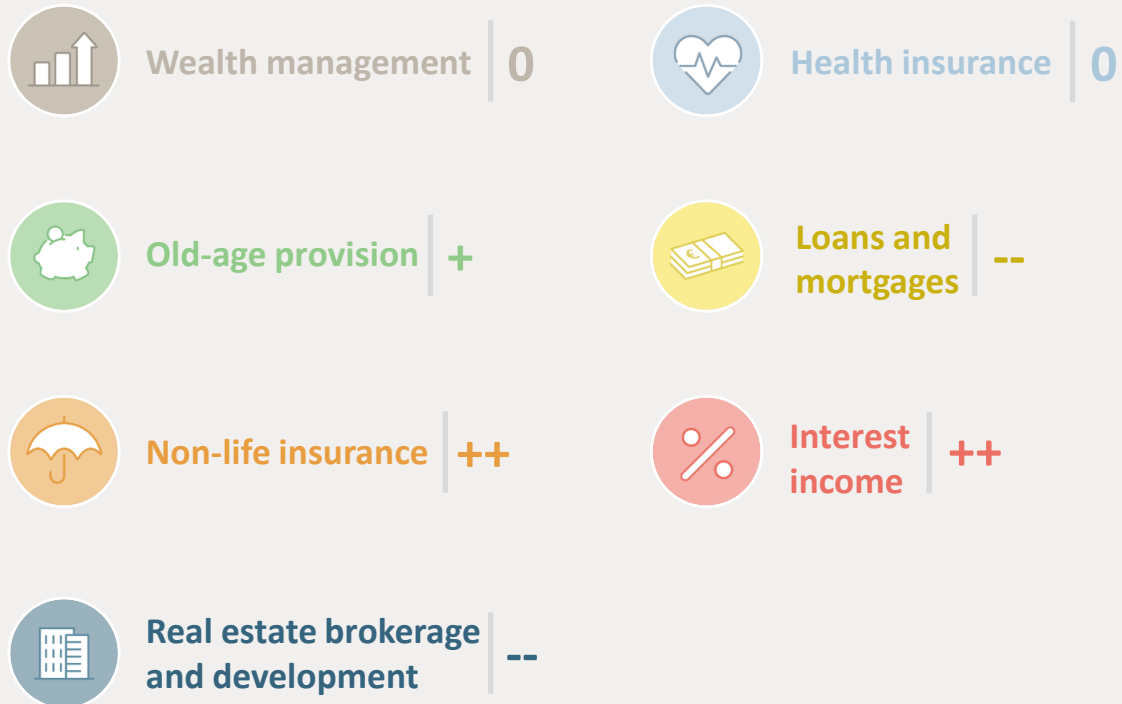 Wealth management 0
Health insurance 0
Old-age provision +
Loans and
mortgages --
€
Non-life insurance ++
Interest
income ++
Real estate brokerage
and development --